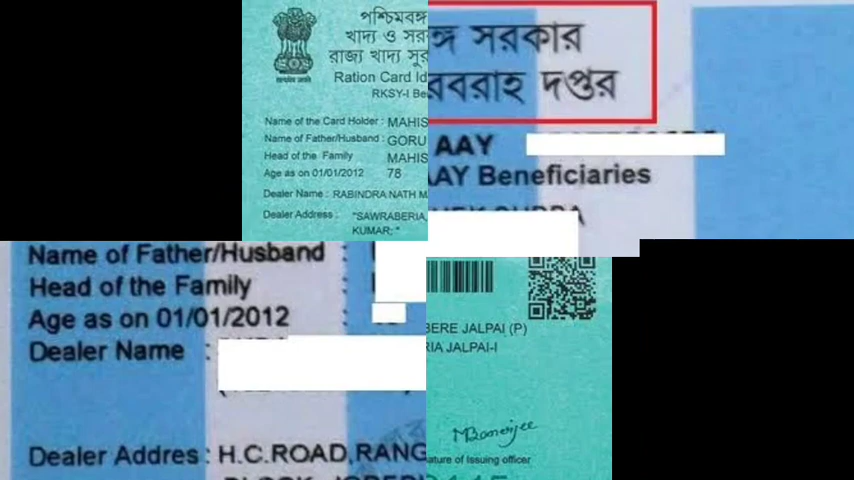 পশ্চিমবঙ্গ
খাদ্য ও সর
রাজ্য খাদ্য সুর
Ration Card Id
RKSY-I Be
Name of the Card Holder : MAHIS
Name of Father/Husband : GORU
Head of the Family MAHIS
Age as on 01/01/2012 78
Dealer Name : RABINDRA NATH M
Dealer Address : "SAWRABERIA,
KUMAR; "
ঙ্গ সরকার
রবরাহ দপ্তর
AAY
AAY Beneficiaries
Name of Father/Husband :
Head of the Family :
Age as on 01/01/2012 :
Dealer Name :
Dealer Addres : H.C.ROAD,RANG
BERE JALPAI (P)
RIA JALPAI-I
MBanerjee
ature of Issuing officer